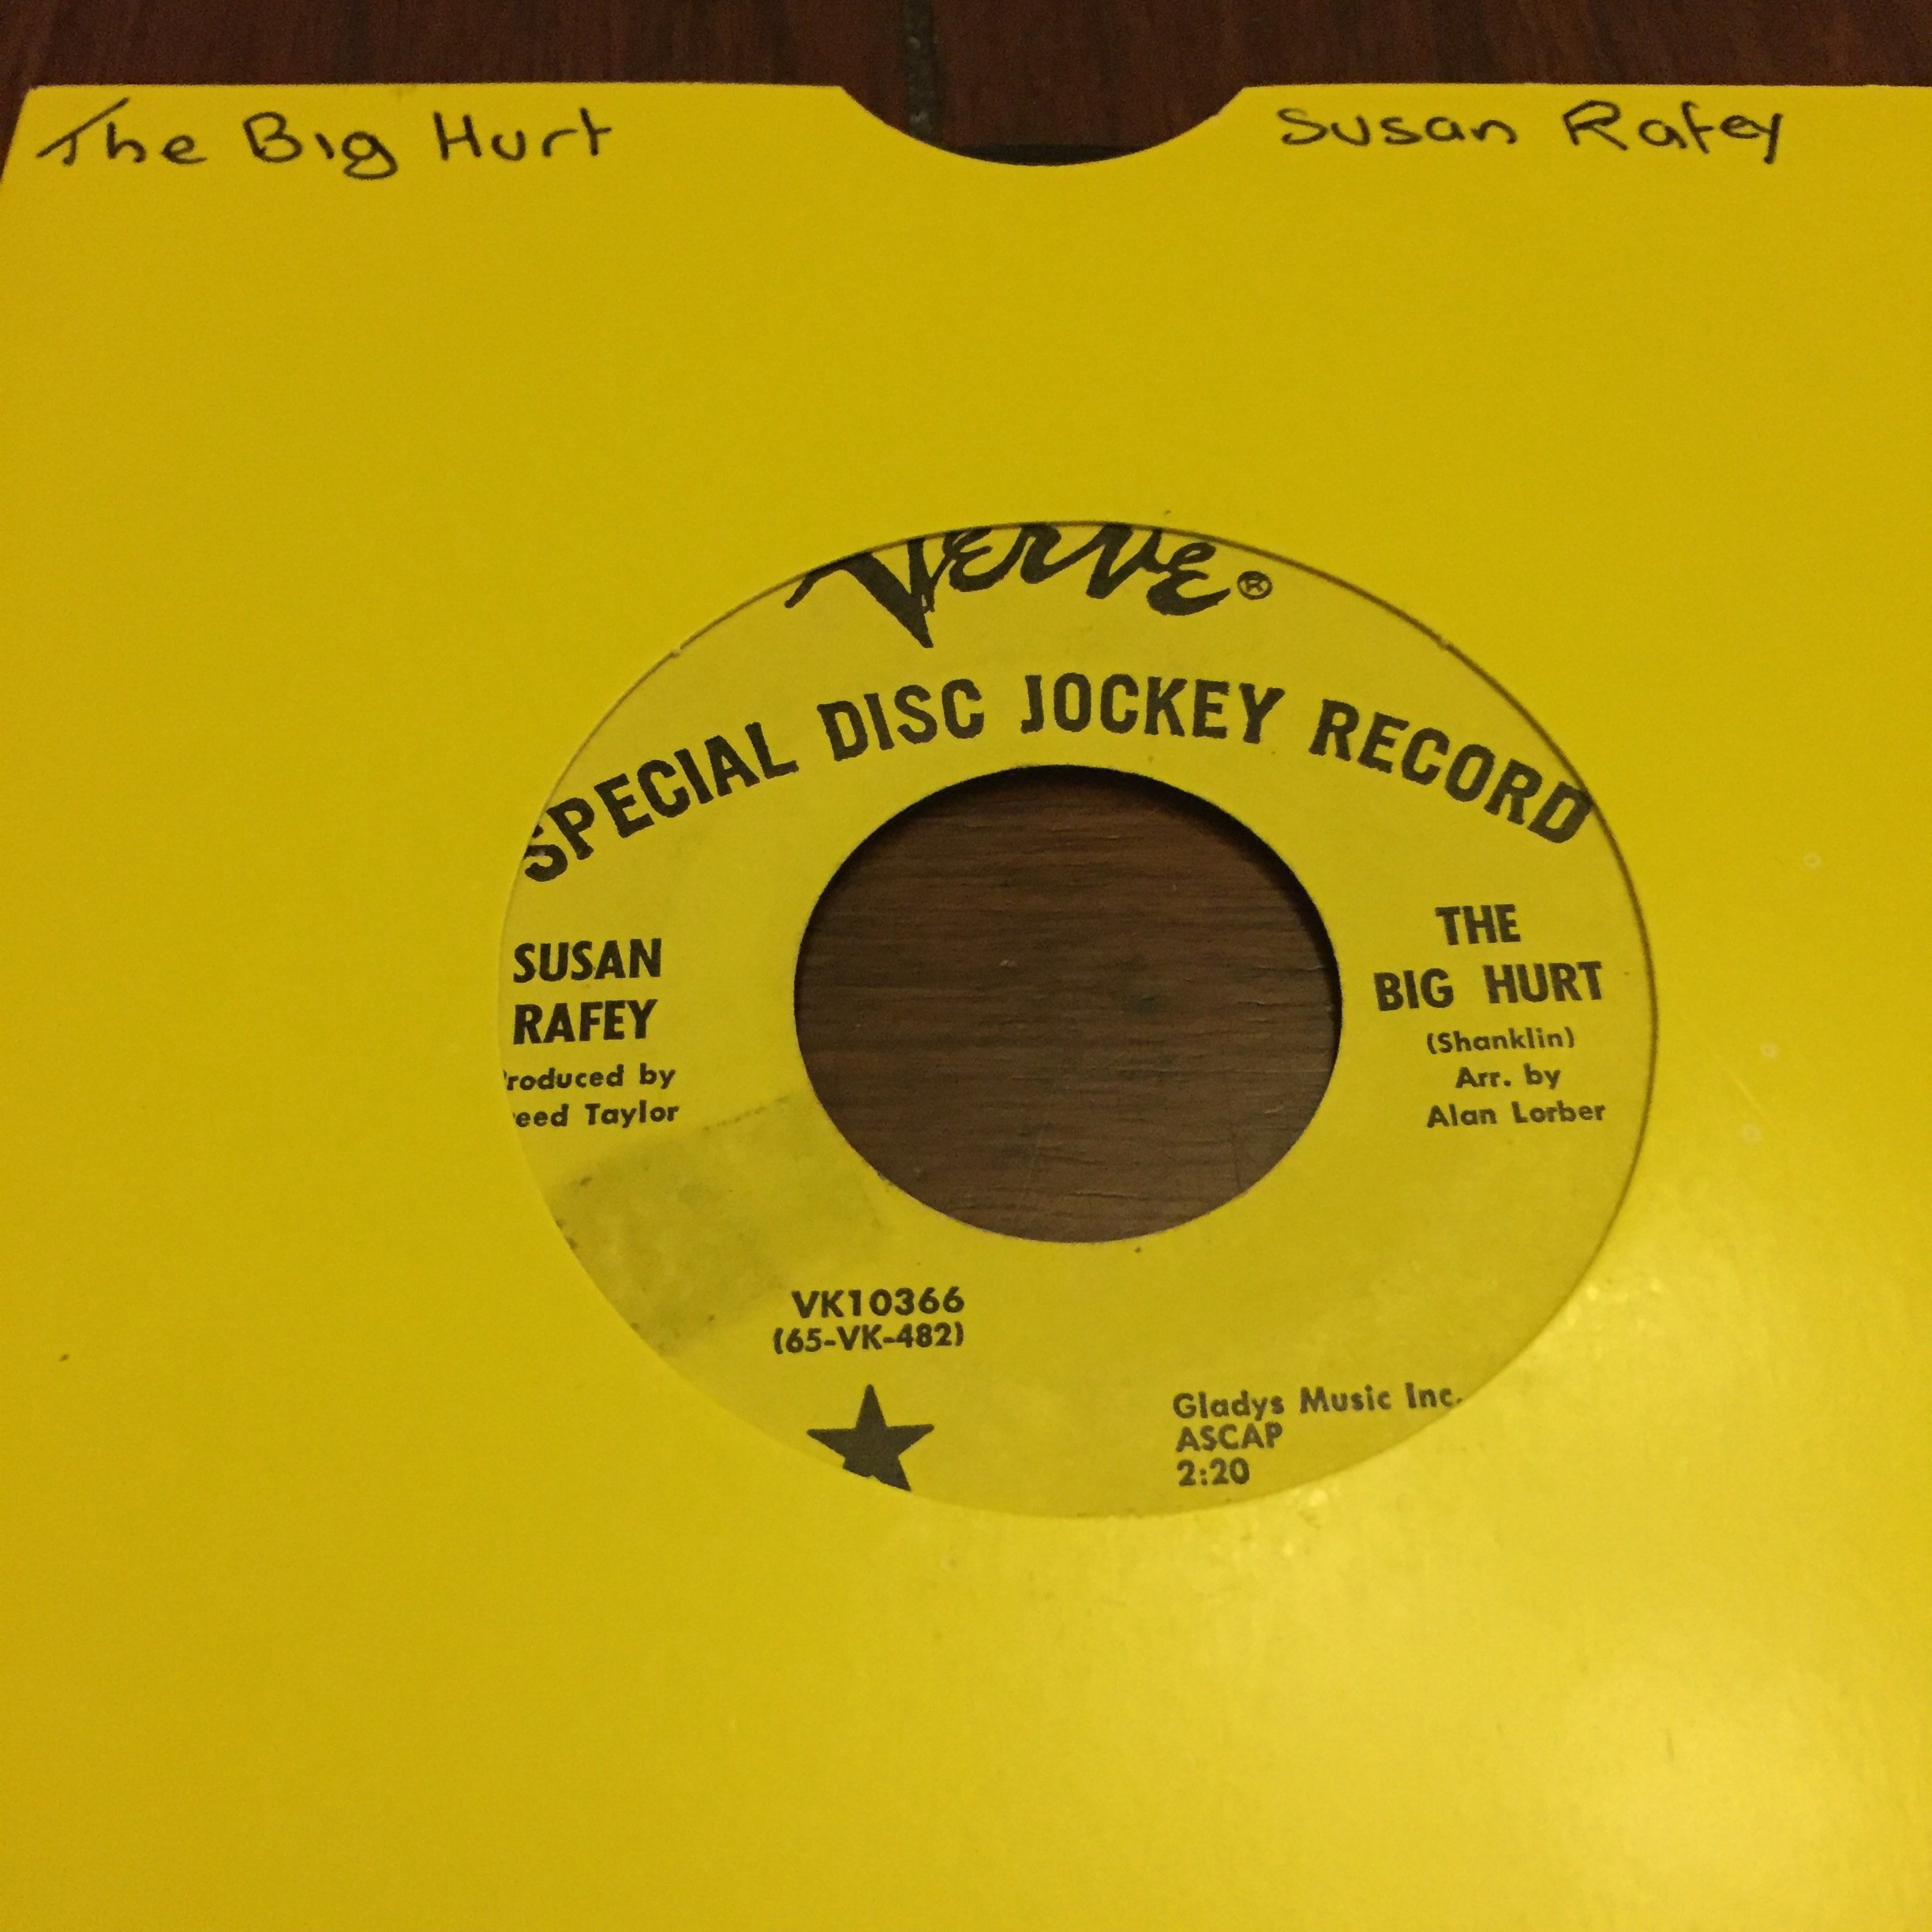 The Big Hurt
Susan Rafey
Verve®
SPECIAL DISC JOCKEY RECORD
SUSAN
RAFEY
roduced by
eed Taylor
THE
BIG HURT
(Shanklin)
Arr. by
Alan Lorber
VK10366
(65-VK-482)
Gladys Music Inc.
ASCAP
2:20